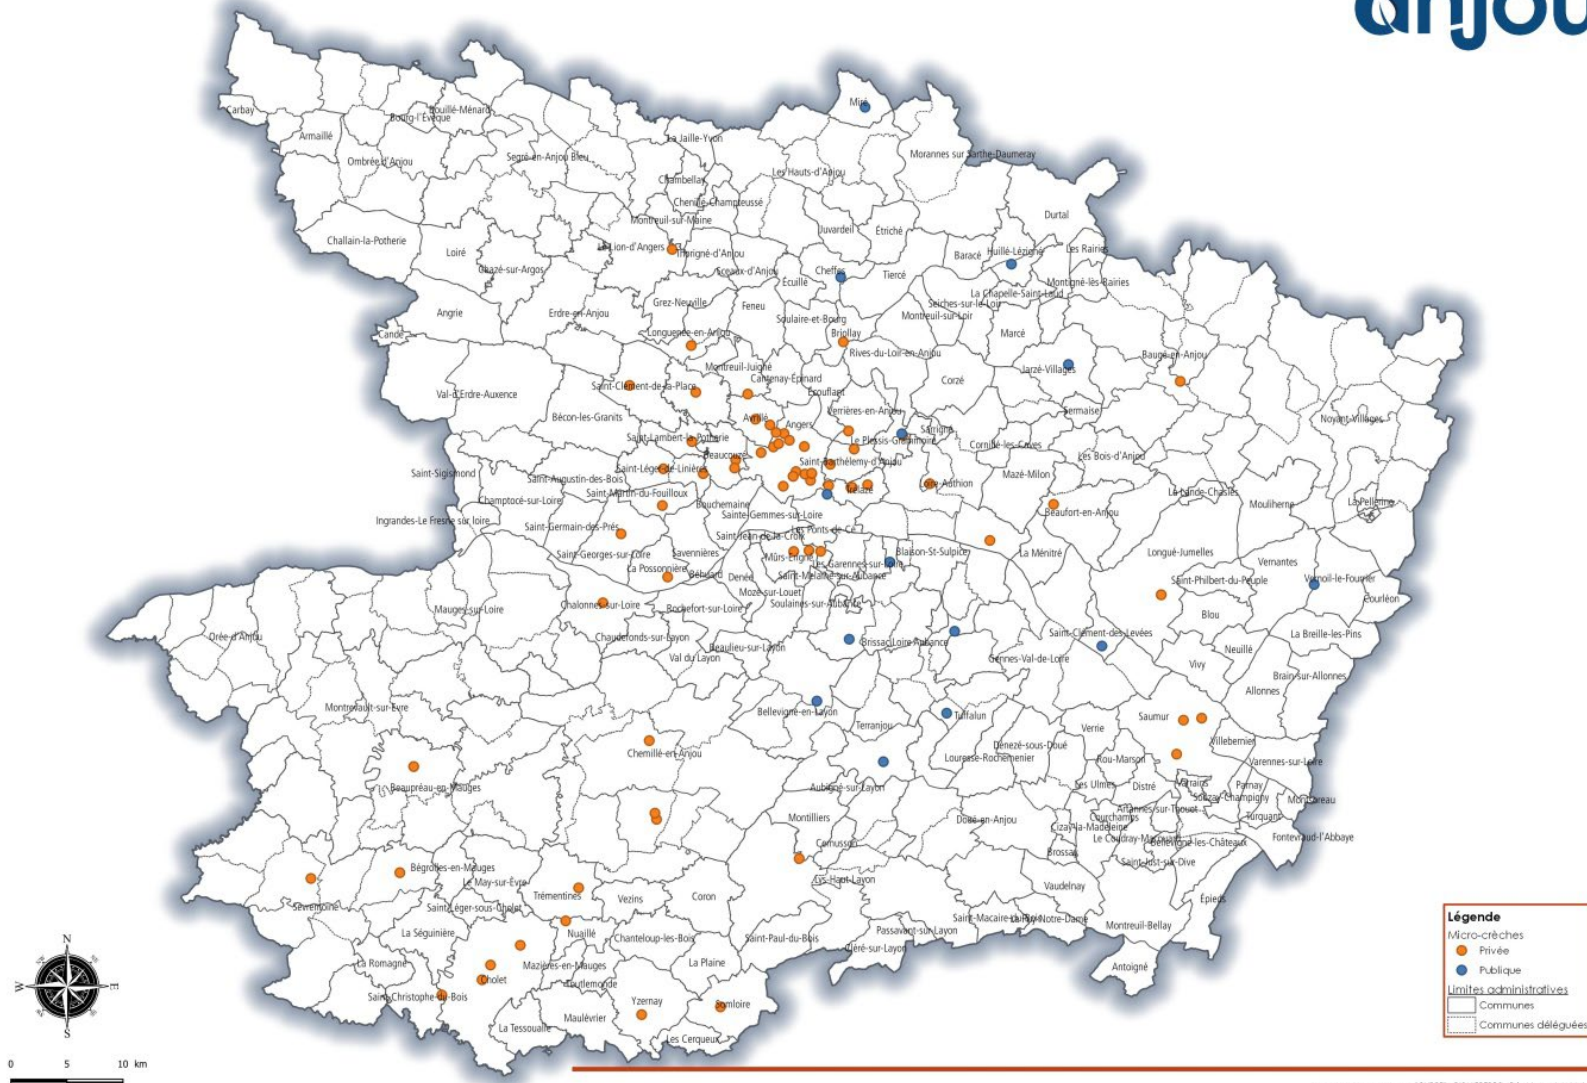 anjou
Miré
Carbay
Bouillé-Ménard
Bourg-l'Évêque
Armaillé
La Jaille-Yvon
Segré-en-Anjou Bleu
Ombrée d'Anjou
Morannes sur Sarthe-Daumeray
Les Hauts-d'Anjou
Chambellay
Chenillé-Champteussé
Montreuil-sur-Maine
Durtal
Juvardeil
Étriché
Challain-la-Potherie
Loiré
Le Lion-d'Angers
Thorigné-d'Anjou
Baracé
Huillé-Lézigné
Les Rairies
Chazé-sur-Argos
Sceaux-d'Anjou
Écuillé
Cheffes
Tiercé
Montigné-lès-Rairies
La Chapelle-Saint-Laud
Seiches-sur-le-Loir
Grez-Neuville
Feneu
Angrie
Erdre-en-Anjou
Soulaire-et-Bourg
Montreuil-sur-Loir
Candé
Longuenée-en-Anjou
Briollay
Marcé
Rives-du-Loir-en-Anjou
Baugé-en-Anjou
Montreuil-Juigné
Jarzé-Villages
Cantenay-Épinard
Corzé
Saint-Clément-de-la-Place
Val-d'Erdre-Auxence
Écouflant
Verrières-en-Anjou
Sermaise
Bécon-les-Granits
Avrillé
Angers
Noyant-Villages
Sarrigné
Saint-Lambert-la-Potherie
Le Plessis-Grammoire
Cornillé-les-Caves
Beaucouzé
Les Bois-d'Anjou
Saint-Barthélemy-d'Anjou
Saint-Sigismond
Saint-Léger-de-Linières
Mazé-Milon
Saint-Augustin-des-Bois
Loire-Authion
Trélazé
Saint-Martin-du-Fouilloux
La Lande-Chasles
Champtocé-sur-Loire
Bouchemaine
Mouliherne
La Pellerine
Sainte-Gemmes-sur-Loire
Beaufort-en-Anjou
Ingrandes-Le Fresne sur loire
Saint-Germain-des-Prés
Les Ponts-de-Cé
Saint-Jean-de-la-Croix
Saint-Georges-sur-Loire
Savennières
Mûrs-Erigné
Blaison-St-Sulpice
La Ménitré
Longué-Jumelles
Les Garennes-sur-Loire
Vernantes
La Possonnière
Béhuard
Denée
Saint-Melaine-sur-Aubance
Saint-Philbert-du-Peuple
Vernoil-le-Fourrier
Mozé-sur-Louet
Courléon
Chalonnes-sur-Loire
Rochefort-sur-Loire
Soulaines-sur-Aubance
Mauges-sur-Loire
Blou
Orée-d'Anjou
Chaudefonds-sur-Layon
Brissac Loire Aubance
Saint-Clément-des-Levées
La Breille-les-Pins
Beaulieu-sur-Layon
Neuillé
Val du Layon
Gennes-Val-de-Loire
Vivy
Brain-sur-Allonnes
Allonnes
Montrevault-sur-Èvre
Bellevigne-en-Layon
Tuffalun
Saumur
Terranjou
Verrie
Villebernier
Chemillé-en-Anjou
Dénezé-sous-Doué
Louresse-Rochemenier
Rou-Marson
Varennes-sur-Loire
Beaupréau-en-Mauges
Aubigné-sur-Layon
Les Ulmes
Distré
Varrains
Parnay
Souzay-Champigny
Montsoreau
Artannes-sur-Thouet
Montilliers
Doué-en-Anjou
Courchamps
Turquant
Cizay-la-Madeleine
Fontevraud-l'Abbaye
Le Coudray-Macouard
Bellevigne-les-Châteaux
Cernusson
Brossay
Saint-Just-sur-Dive
Bégrolles-en-Mauges
Le May-sur-Èvre
Lys-Haut-Layon
Vaudelnay
Trémentines
Vezins
Coron
Épieds
Sèvremoine
Saint-Léger-sous-Cholet
Saint-Macaire-du-Bois
Le Puy-Notre-Dame
Montreuil-Bellay
La Séguinière
Nuaillé
Chanteloup-les-Bois
Saint-Paul-du-Bois
Passavant-sur-Layon
Cléré-sur-Layon
La Romagne
Mazières-en-Mauges
La Plaine
Antoigné
Cholet
Toutlemonde
Saint-Christophe-du-Bois
Yzernay
Somloire
Maulévrier
La Tessoualle
Les Cerqueux
Légende
Micro-crèches
Privée
Publique
Limites administratives
Communes
Communes déléguées
N
W
E
S
0 5 10 km